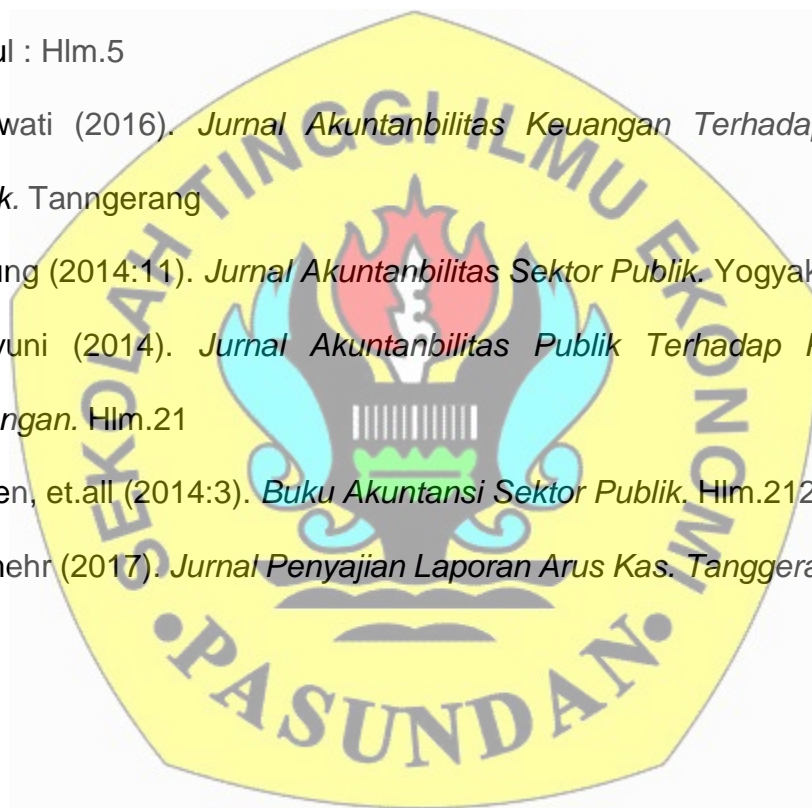 ul : Hlm.5
wati (2016). Jurnal Akuntanbilitas Keuangan Terhadap
k. Tanngerang
ung (2014:11). Jurnal Akuntanbilitas Sektor Publik. Yogyak
yuni (2014). Jurnal Akuntanbilitas Publik Terhadap
ngan. Hlm.21
en, et.all (2014:3). Buku Akuntansi Sektor Publik. Hlm.212
nehr (2017). Jurnal Penyajian Laporan Arus Kas. Tanggera
SEKOLAH TINGGI ILMU EKONOMI
•PASUNDAN•